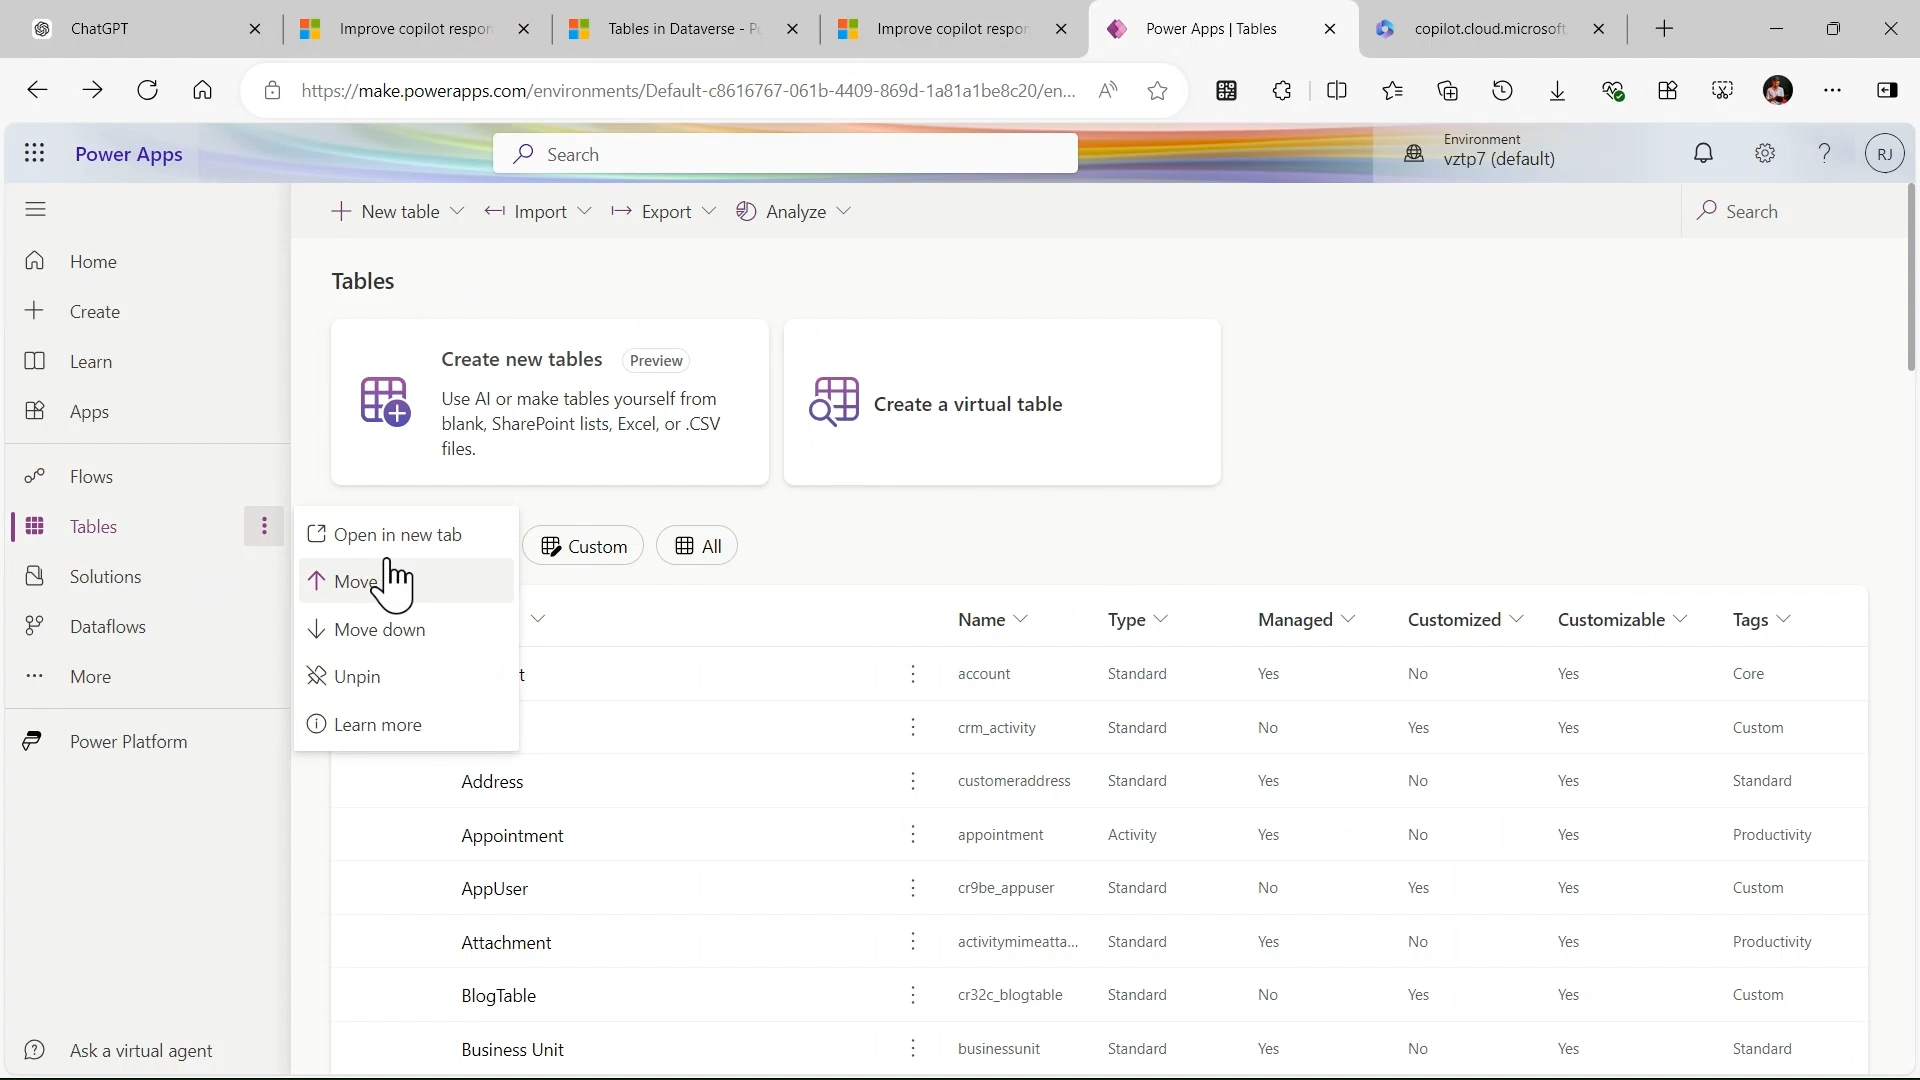 ChatGPT
Improve copilot respon
Tables in Dataverse - Po
Improve copilot respon
Power Apps | Tables
copilot.cloud.microsoft
https://make.powerapps.com/environments/Default-c8616767-061b-4409-869d-1a81a1be8c20/en...
Power Apps
Search
Environment
vztp7 (default)
RJ
New table
Import
Export
Analyze
Search
Home
Create
Learn
Apps
Flows
Tables
Solutions
Dataflows
More
Power Platform
Ask a virtual agent
Tables
Create new tables
Preview
Use AI or make tables yourself from
blank, SharePoint lists, Excel, or .CSV
files.
Create a virtual table
Open in new tab
Move
Move down
Unpin
Learn more
Custom
All
Name
Type
Managed
Customized
Customizable
Tags
t account Standard Yes No Yes Core
crm_activity Standard No Yes Yes Custom
Address customeraddress Standard Yes No Yes Standard
Appointment appointment Activity Yes No Yes Productivity
AppUser cr9be_appuser Standard No Yes Yes Custom
Attachment activitymimeatta... Standard Yes No Yes Productivity
BlogTable cr32c_blogtable Standard No Yes Yes Custom
Business Unit businessunit Standard Yes No Yes Standard